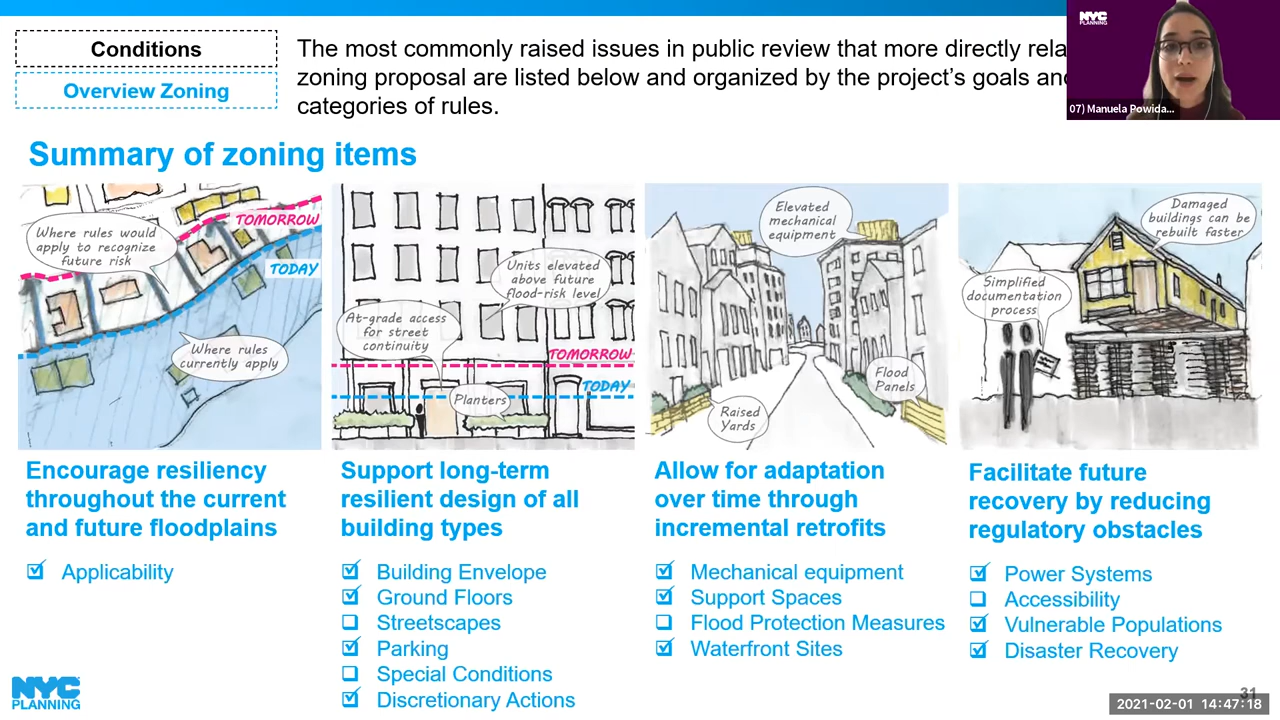 Conditions
Overview Zoning
The most commonly raised issues in public review that more directly
zoning proposal are listed below and organized by the project's goals
categories of rules.
NYC
PLANNING
07) Manuela Powida...
Summary of zoning items
TOMORROW
Where rules would
apply to recognize
future risk
TODAY
Where rules
currently apply
Units elevated
above future
flood-risk level
At-grade access
for street
continuity
TOMORROW
TODAY
Planters
Elevated
mechanical
equipment
Flood
Panels
Raised
Yards
Damaged
buildings can be
rebuilt faster
Simplified
documentation
process
Encourage resiliency
throughout the current
and future floodplains
☑ Applicability
Support long-term
resilient design of all
building types
☑ Building Envelope
☑ Ground Floors
☐ Streetscapes
☑ Parking
☐ Special Conditions
☑ Discretionary Actions
Allow for adaptation
over time through
incremental retrofits
☑ Mechanical equipment
☑ Support Spaces
☐ Flood Protection Measures
☑ Waterfront Sites
Facilitate future
recovery by reducing
regulatory obstacles
☑ Power Systems
☐ Accessibility
☑ Vulnerable Populations
☑ Disaster Recovery
NYC
PLANNING
31
2021-02-01 14:47:18